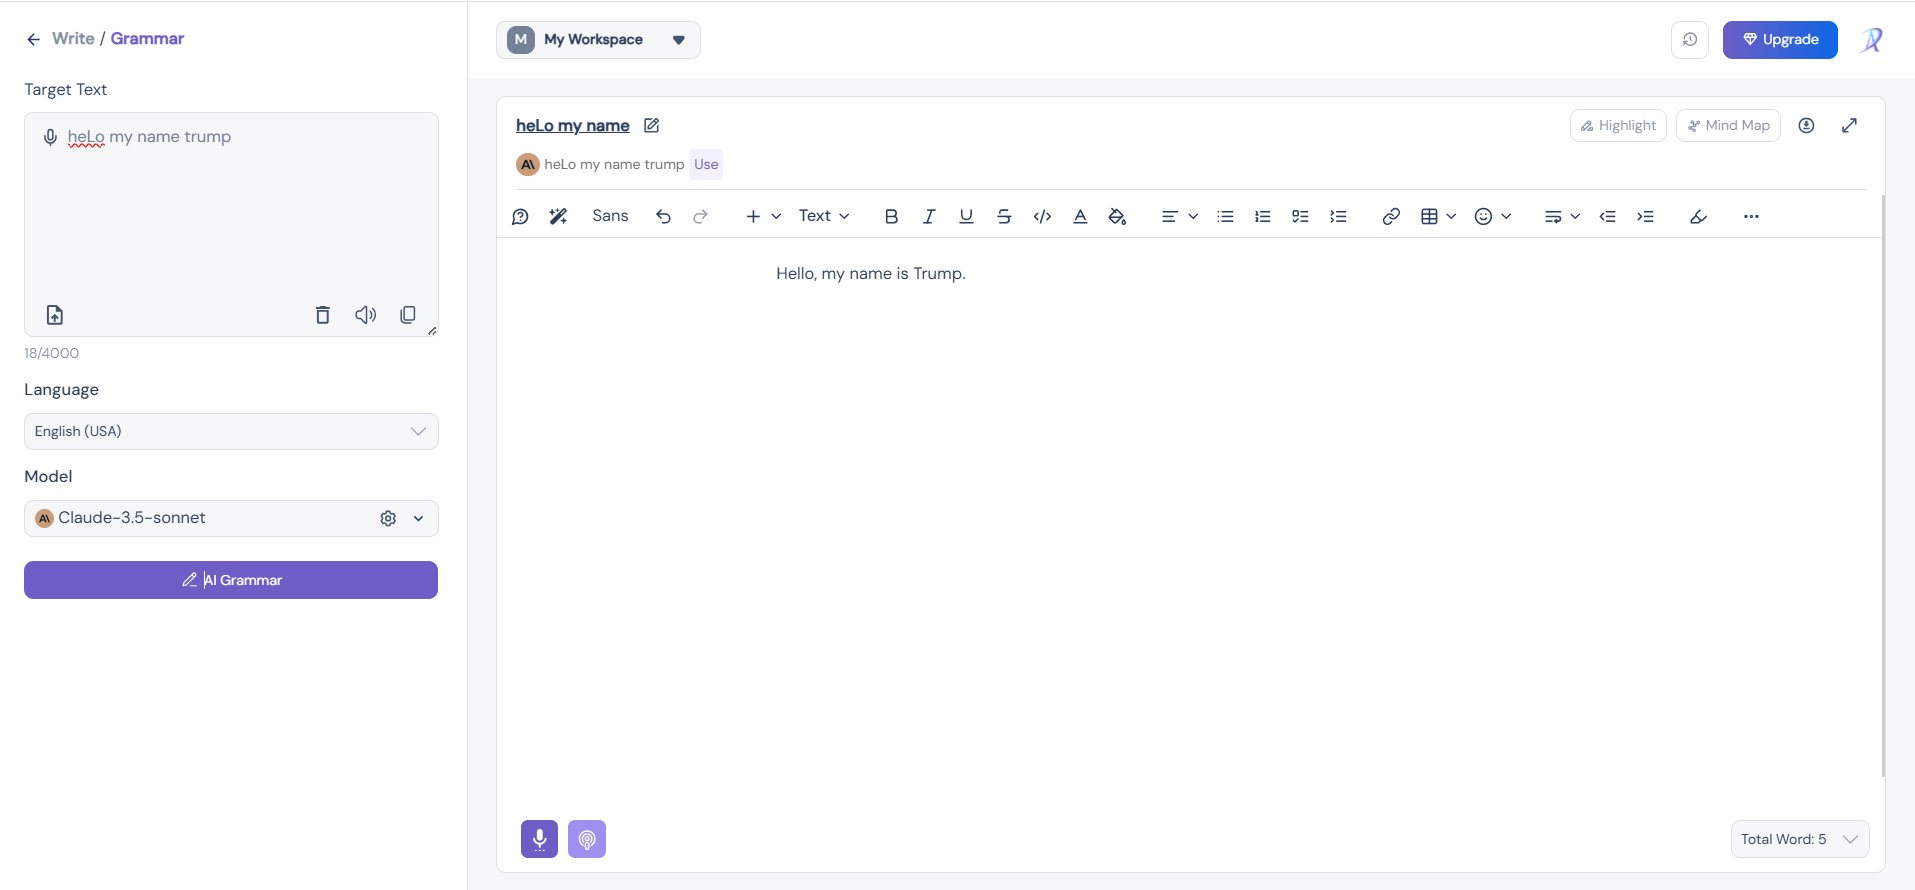 Write / Grammar
Target Text
heLo my name trump
18/4000
Language
English (USA)
Model
Claude-3.5-sonnet
AI Grammar
M My Workspace
Upgrade
heLo my name
Highlight
Mind Map
heLo my name trump Use
Sans
Text
Hello, my name is Trump.
Total Word: 5